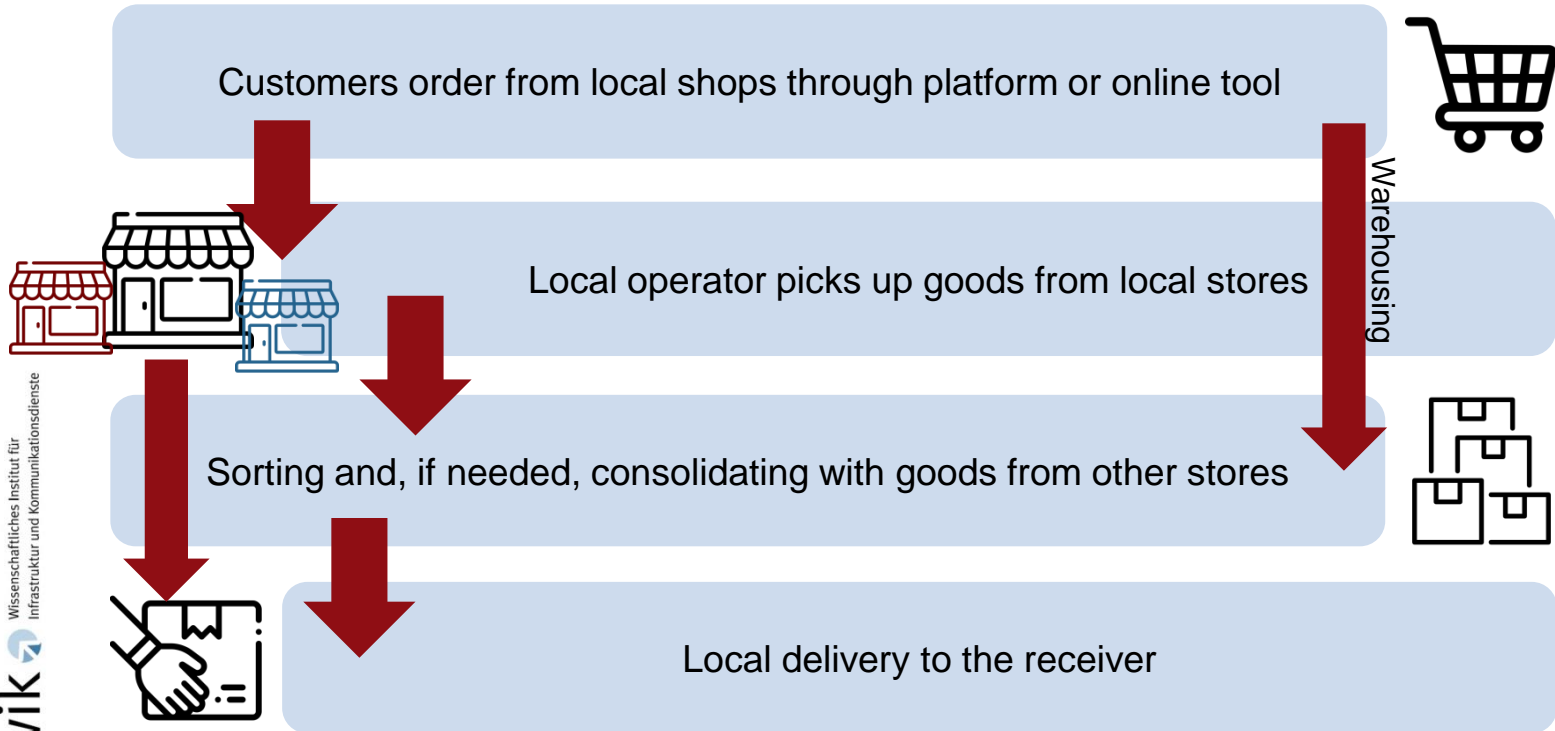 Customers order from local shops through platform or online tool
Warehousing
Local operator picks up goods from local stores
Sorting and, if needed, consolidating with goods from other stores
Local delivery to the receiver
Wissenschaftliches Institut für
Infrastruktur und Kommunikationsdienste